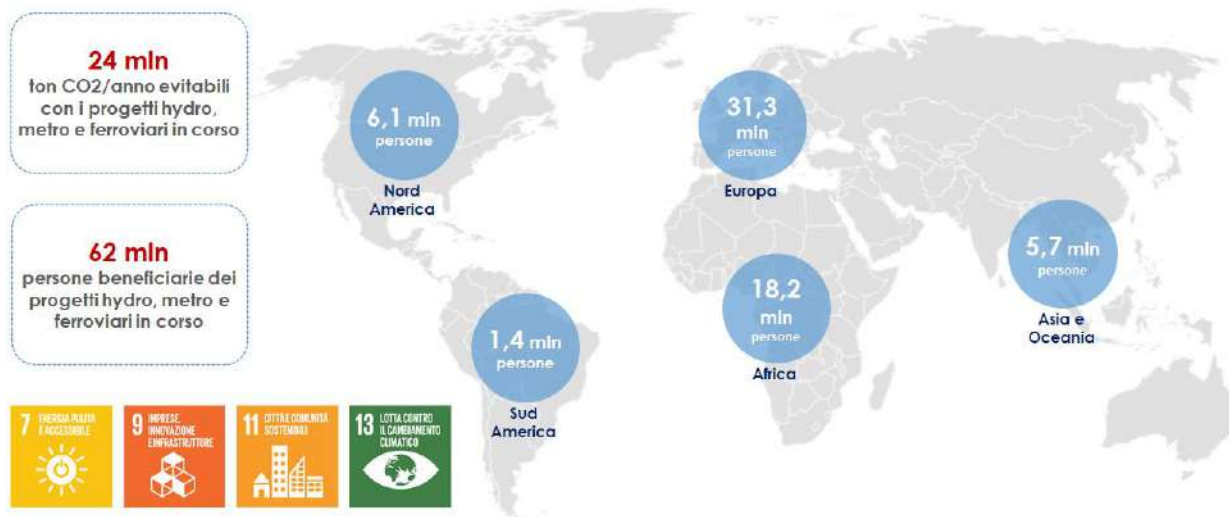 24 mln
ton CO2/anno evitabili
con i progetti hydro,
metro e ferroviari in corso
62 mln
persone beneficiarie dei
progetti hydro, metro e
ferroviari in corso
6,1 mln
persone
Nord
America
31,3
mln
persone
Europa
5,7 mln
persone
Asia e
Oceania
18,2
mln
persone
Africa
1,4 mln
persone
Sud
America
7 ENERGIA PULITA
E ACCESSIBILE
9 IMPRESE,
INNOVAZIONE
E INFRASTRUTTURE
11 CITTÀ E COMUNITÀ
SOSTENIBILI
13 LOTTA CONTRO
IL CAMBIAMENTO
CLIMATICO